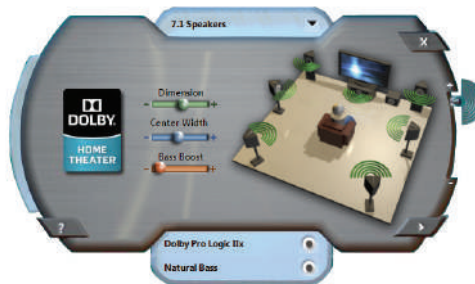 7.1 Speakers
X
Dimension
- +
DOLBY.
Center Width
- +
HOME
THEATER
Bass Boost
- +
?
Dolby Pro Logic IIx
Natural Bass